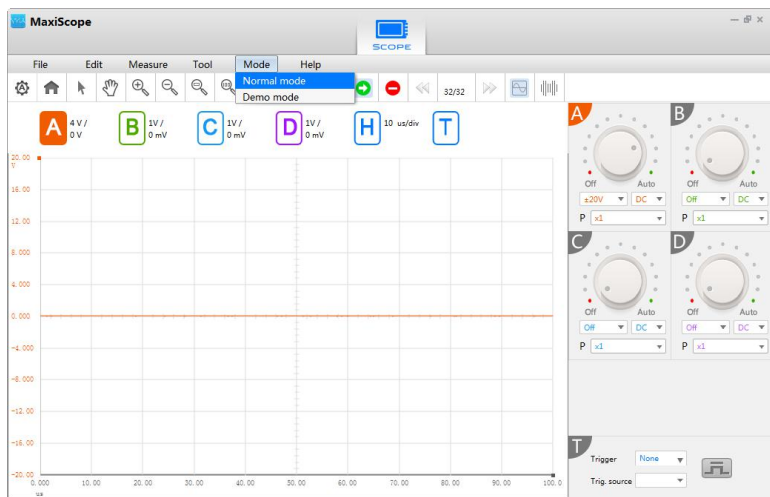 MaxiScope
SCOPE
File Edit Measure Tool Mode Help
Normal mode
Demo mode
32/32
A 4 V / 0 V
B 1V / 0 mV
C 1V / 0 mV
D 1V / 0 mV
H 10 us/div
T
20.00
V
16.00
12.00
8.000
4.000
0.000
-4.000
-8.000
-12.00
-16.00
-20.00
0.000 10.00 20.00 30.00 40.00 50.00 60.00 70.00 80.00 90.00 100.0
us
A
Off Auto
±20V DC
P x1
B
Off Auto
Off DC
P x1
C
Off Auto
Off DC
P x1
D
Off Auto
Off DC
P x1
T
Trigger None
Trig. source